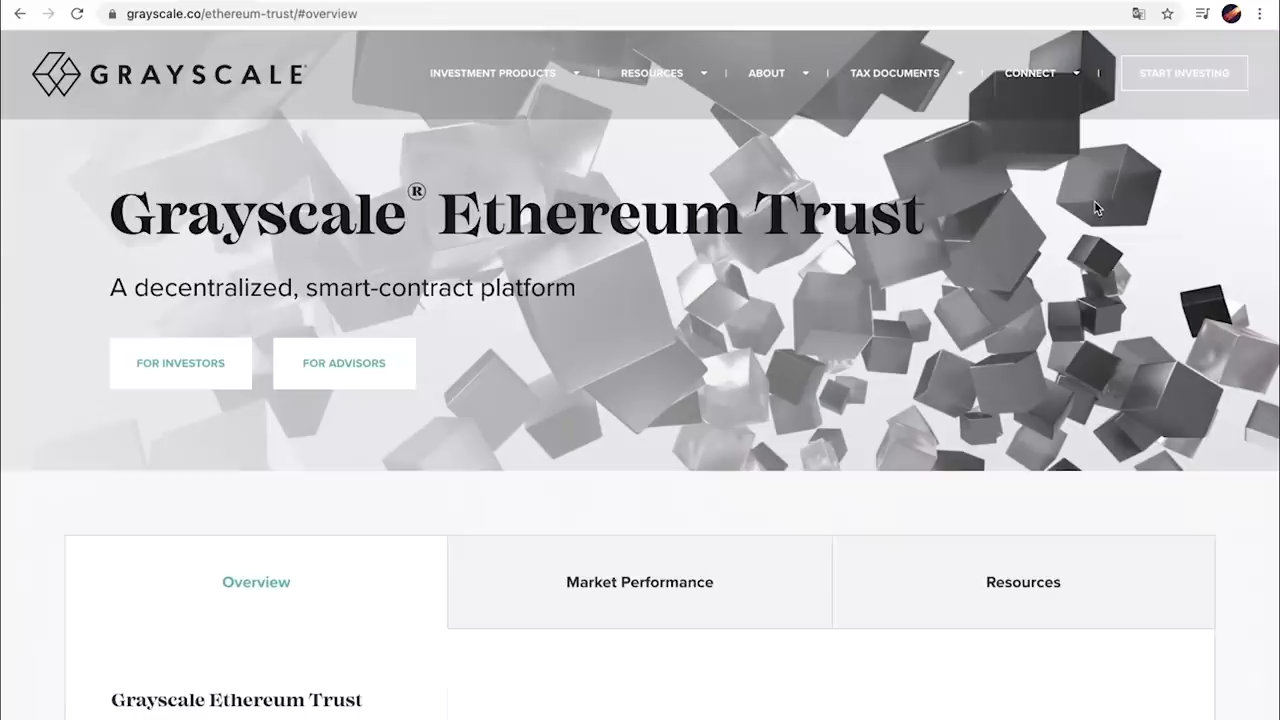 grayscale.co/ethereum-trust/#overview
GRAYSCALE
INVESTMENT PRODUCTS | RESOURCES | ABOUT | TAX DOCUMENTS | CONNECT | START INVESTING
Grayscale® Ethereum Trust
A decentralized, smart-contract platform
FOR INVESTORS FOR ADVISORS
Overview Market Performance Resources
Grayscale Ethereum Trust